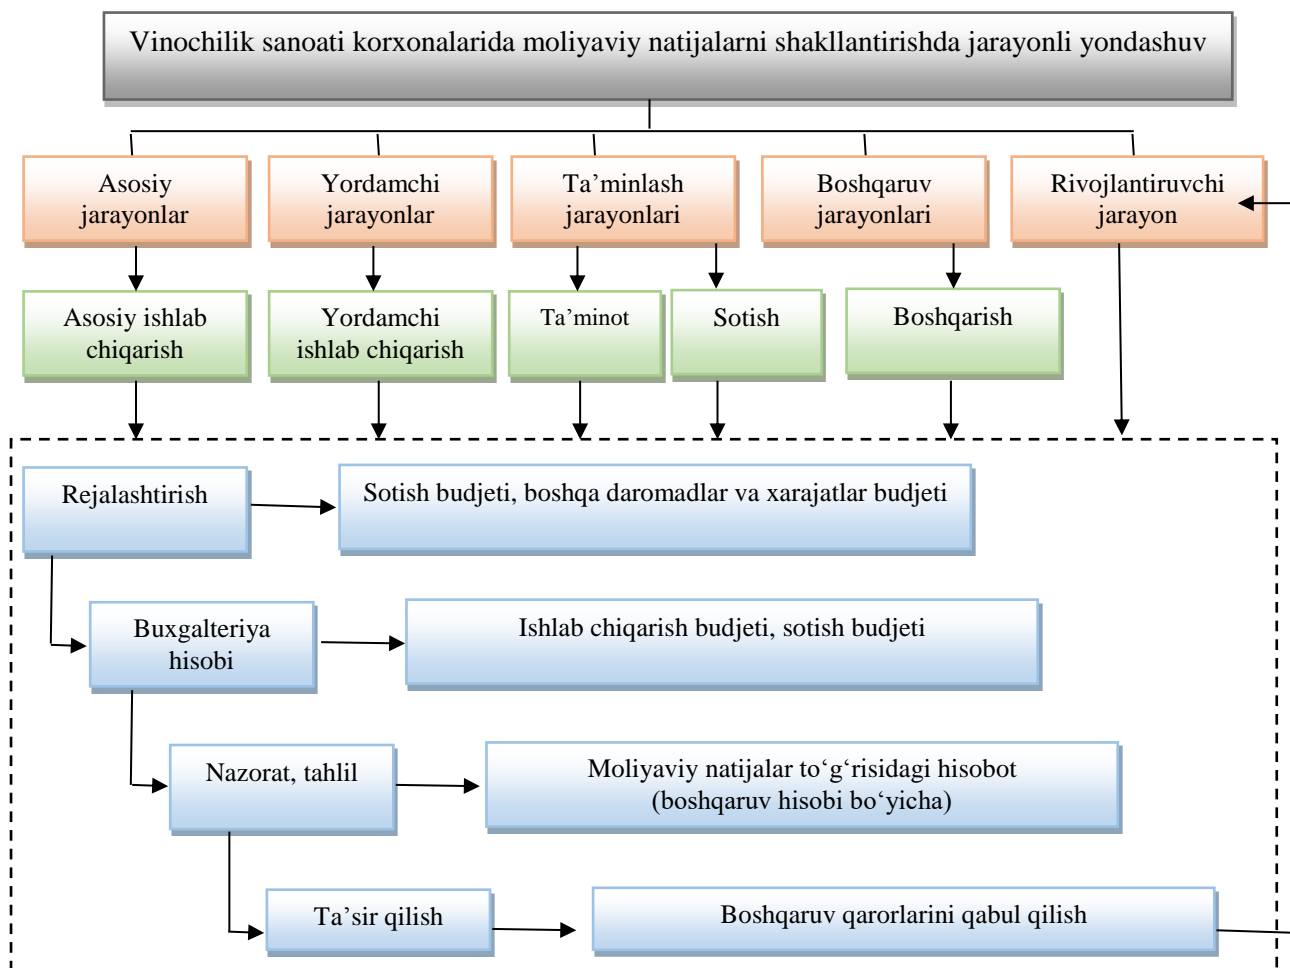 Vinochilik sanoati korxonalarida moliyaviy natijalarni shakllantirishda jarayonli yondashuv
Asosiy
jarayonlar
Yordamchi
jarayonlar
Ta’minlash
jarayonlari
Boshqaruv
jarayonlari
Rivojlantiruvchi
jarayon
Asosiy ishlab
chiqarish
Yordamchi
ishlab chiqarish
Ta’minot
Sotish
Boshqarish
Rejalashtirish
Sotish budjeti, boshqa daromadlar va xarajatlar budjeti
Buxgalteriya
hisobi
Ishlab chiqarish budjeti, sotish budjeti
Nazorat, tahlil
Moliyaviy natijalar to‘g‘risidagi hisobot
(boshqaruv hisobi bo‘yicha)
Ta’sir qilish
Boshqaruv qarorlarini qabul qilish